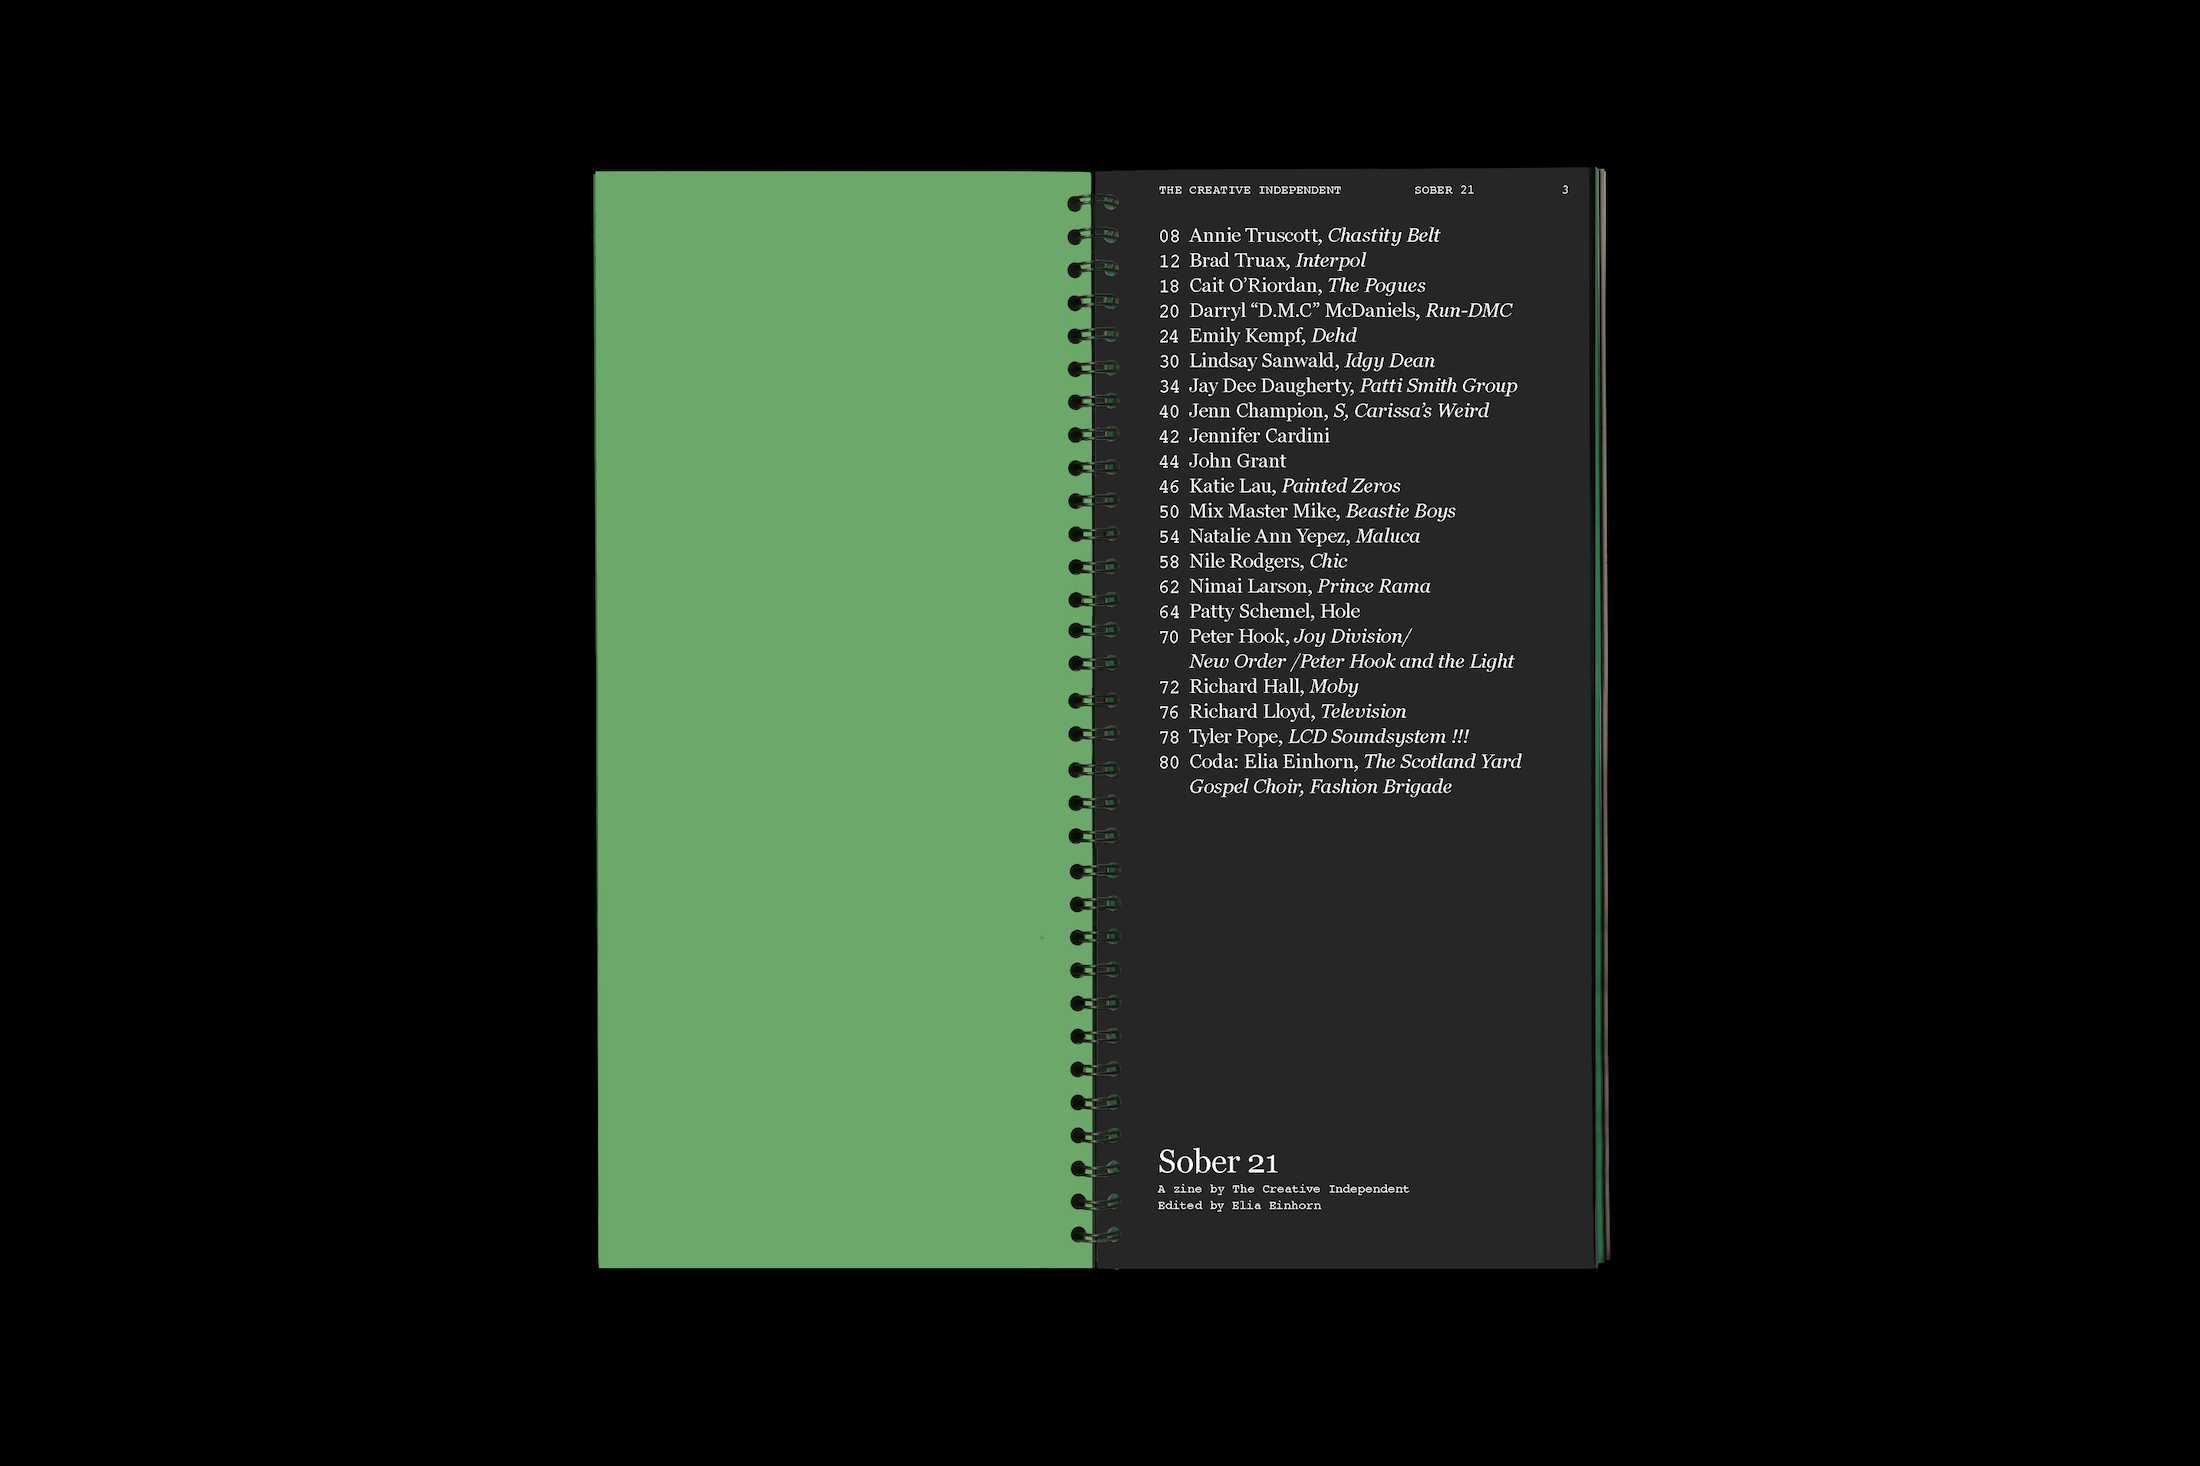 THE CREATIVE INDEPENDENT SOBER 21 3
08 Annie Truscott, Chastity Belt
12 Brad Truax, Interpol
18 Cait O’Riordan, The Pogues
20 Darryl “D.M.C” McDaniels, Run-DMC
24 Emily Kempf, Dehd
30 Lindsay Sanwald, Idgy Dean
34 Jay Dee Daugherty, Patti Smith Group
40 Jenn Champion, S, Carissa’s Weird
42 Jennifer Cardini
44 John Grant
46 Katie Lau, Painted Zeros
50 Mix Master Mike, Beastie Boys
54 Natalie Ann Yepez, Maluca
58 Nile Rodgers, Chic
62 Nimai Larson, Prince Rama
64 Patty Schemel, Hole
70 Peter Hook, Joy Division/
New Order /Peter Hook and the Light
72 Richard Hall, Moby
76 Richard Lloyd, Television
78 Tyler Pope, LCD Soundsystem !!!
80 Coda: Elia Einhorn, The Scotland Yard
Gospel Choir, Fashion Brigade
Sober 21
A zine by The Creative Independent
Edited by Elia Einhorn